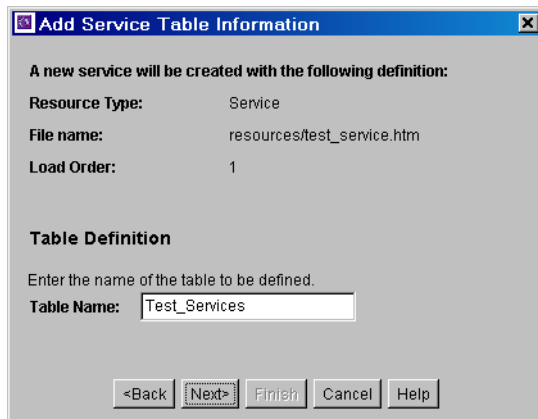 Add Service Table Information
A new service will be created with the following definition:
Resource Type: Service
File name: resources/test_service.htm
Load Order: 1
Table Definition
Enter the name of the table to be defined.
Table Name: Test_Services
<Back Next> Finish Cancel Help